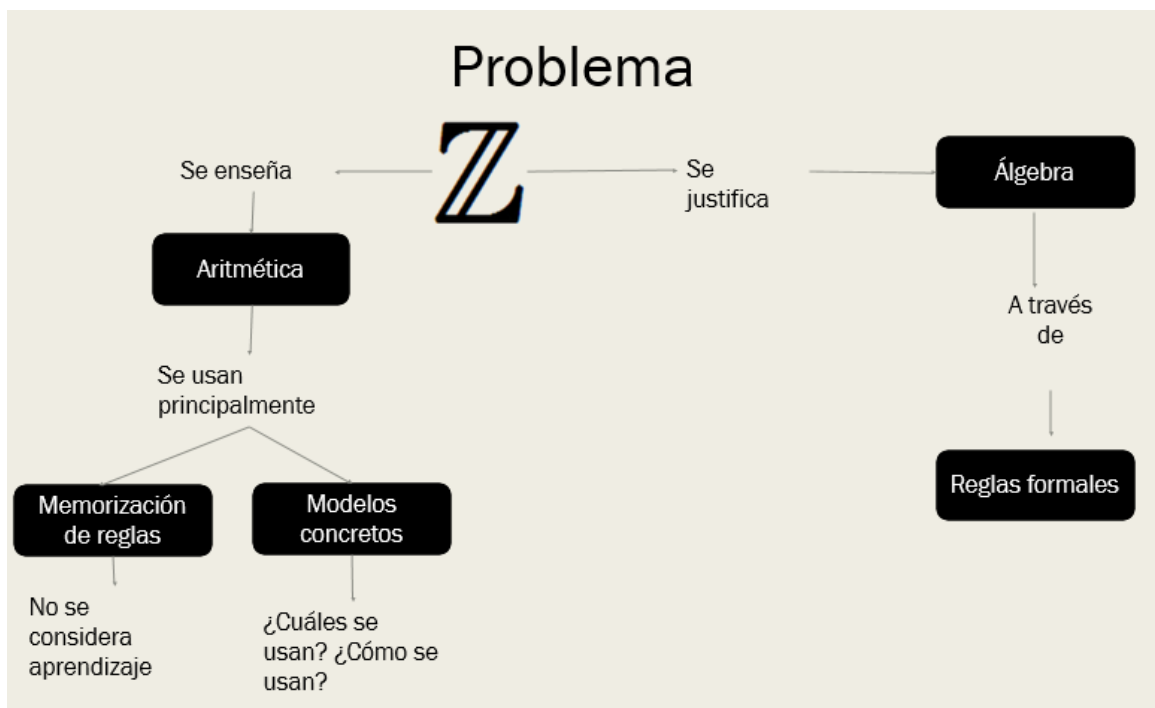 Problema
ℤ
Se enseña
Se
justifica
Álgebra
Aritmética
A través
de
Se usan
principalmente
Reglas formales
Memorización
de reglas
Modelos
concretos
No se
considera
aprendizaje
¿Cuáles se
usan? ¿Cómo se
usan?